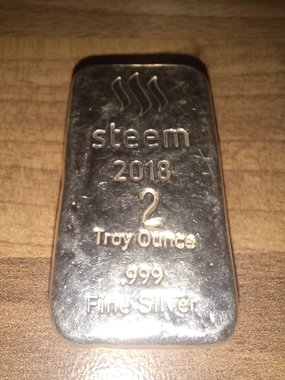 steem
2018
2
Troy Ounce
.999
Fine Silver